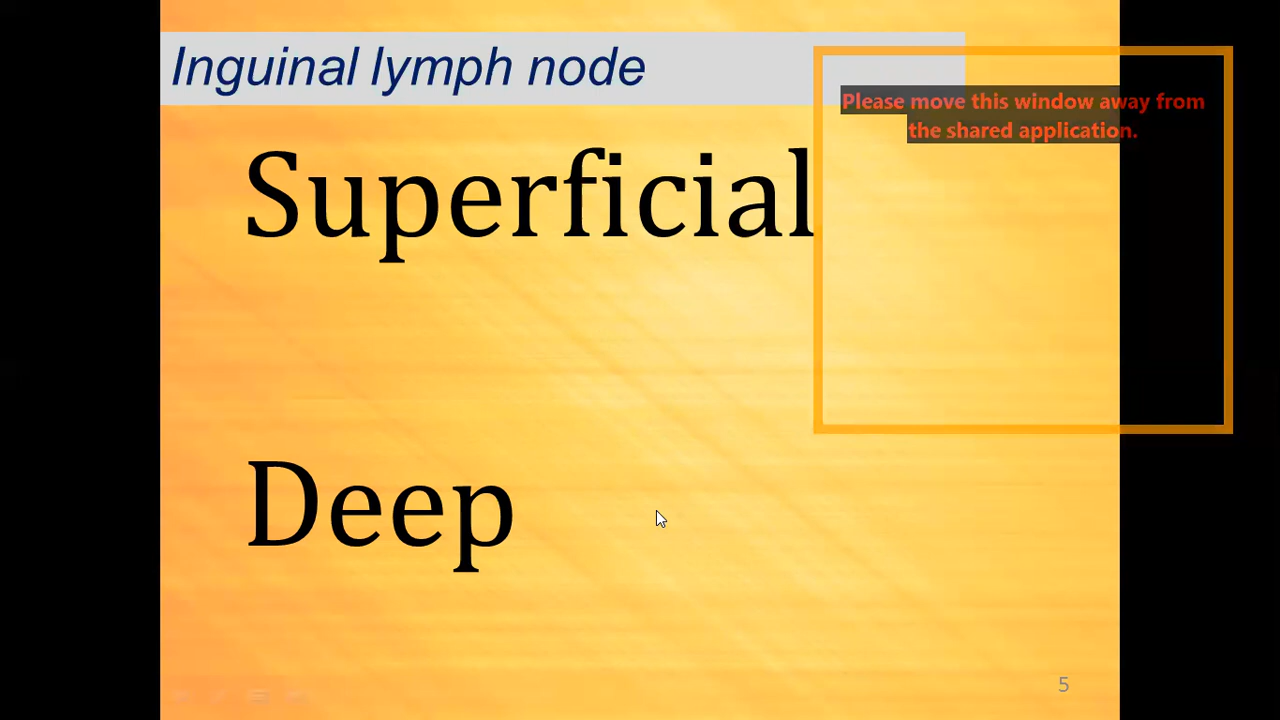 Inguinal lymph node
Please move this window away from
the shared application.
Superficial
Deep
5